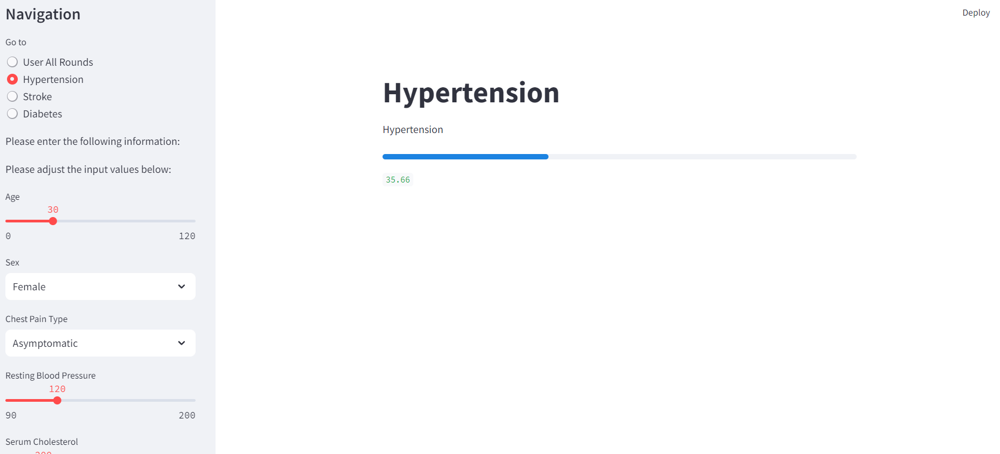 Navigation
Go to
User All Rounds
Hypertension
Stroke
Diabetes
Please enter the following information:
Please adjust the input values below:
Age
30
0 120
Sex
Female
Chest Pain Type
Asymptomatic
Resting Blood Pressure
120
90 200
Serum Cholesterol
Deploy
Hypertension
Hypertension
35.66